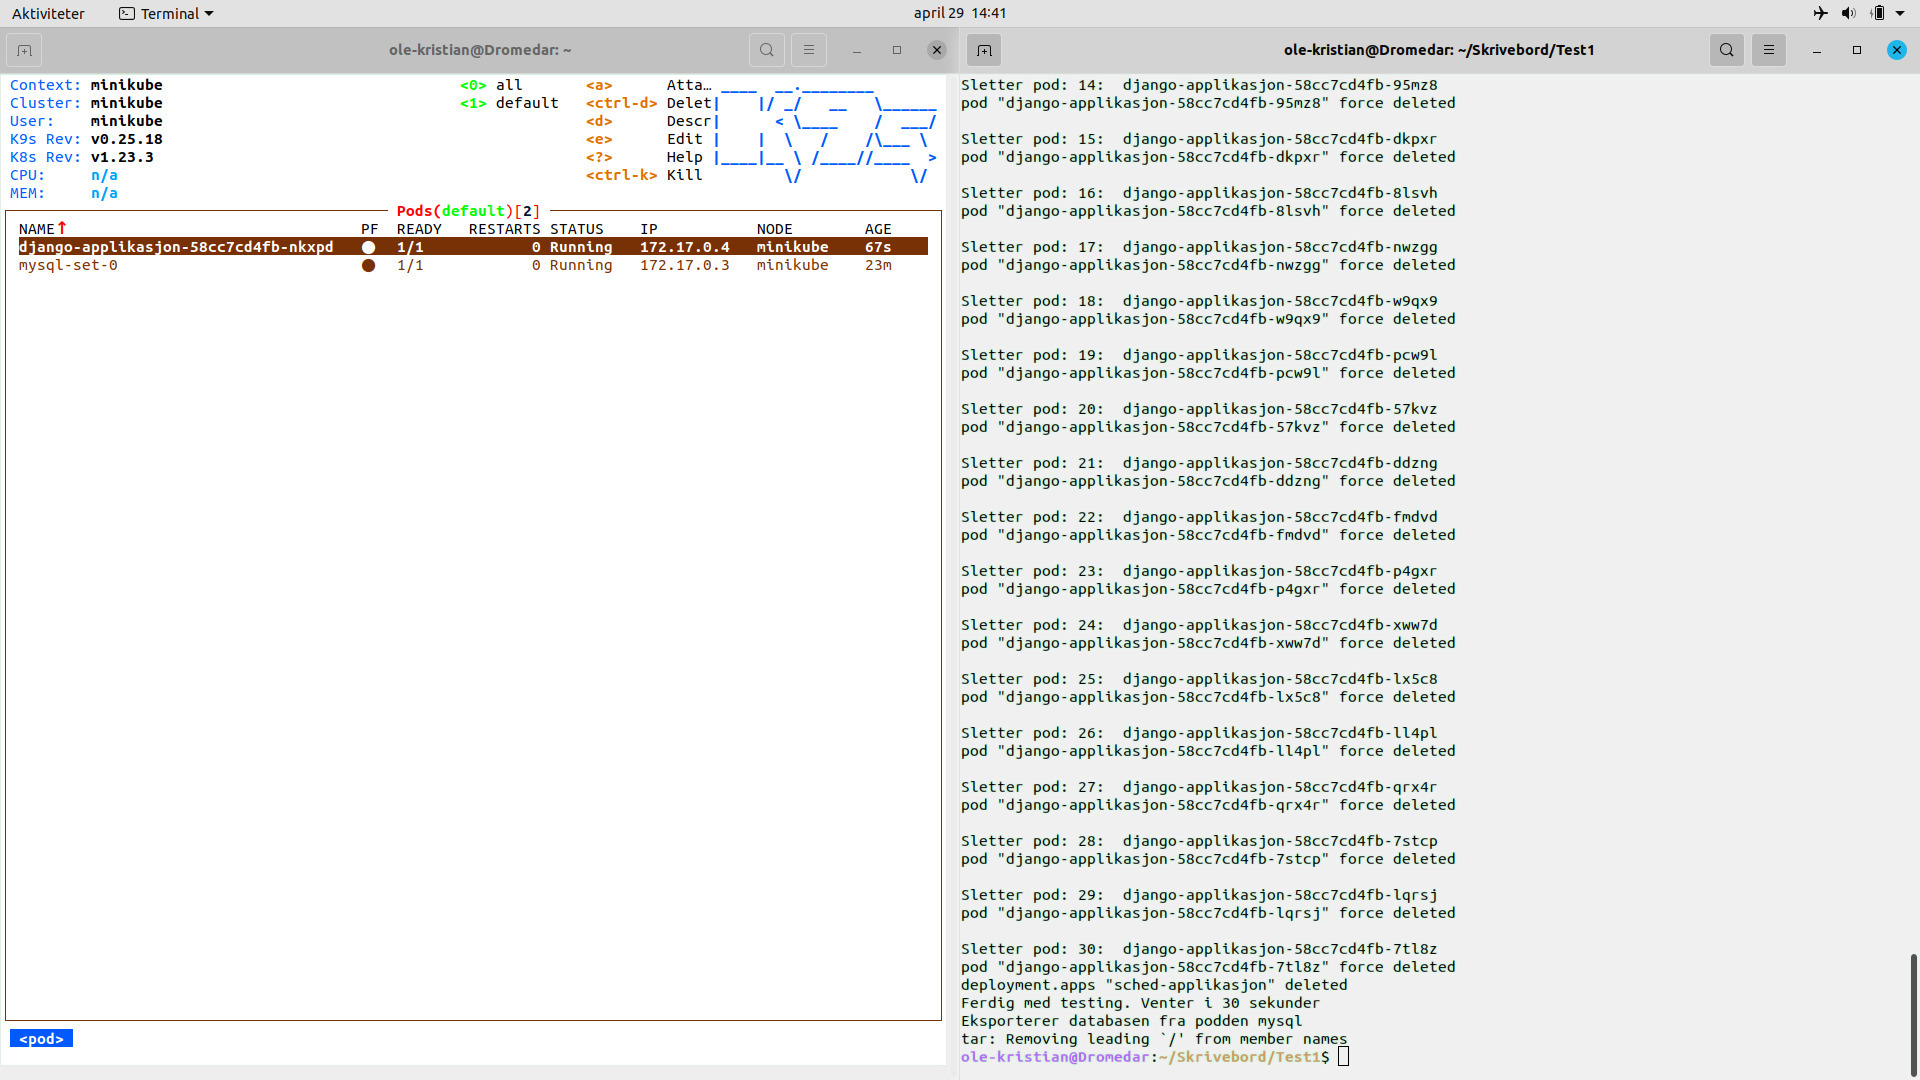 Aktiviteter
Terminal
april 29 14:41
ole-kristian@Dromedar: ~
Context: minikube
Cluster: minikube
User: minikube
K9s Rev: v0.25.18
K8s Rev: v1.23.3
CPU: n/a
MEM: n/a
<0> all
<1> default
<a> Atta…
<ctrl-d> Delet
<d> Descr
<e> Edit
<?> Help
<ctrl-k> Kill
K9s
Pods(default)[2]
NAME↑ PF READY RESTARTS STATUS IP NODE AGE
django-applikasjon-58cc7cd4fb-nkxpd ● 1/1 0 Running 172.17.0.4 minikube 67s
mysql-set-0 ● 1/1 0 Running 172.17.0.3 minikube 23m
<pod>
ole-kristian@Dromedar: ~/Skrivebord/Test1
Sletter pod: 14:  django-applikasjon-58cc7cd4fb-95mz8
pod "django-applikasjon-58cc7cd4fb-95mz8" force deleted
Sletter pod: 15:  django-applikasjon-58cc7cd4fb-dkpxr
pod "django-applikasjon-58cc7cd4fb-dkpxr" force deleted
Sletter pod: 16:  django-applikasjon-58cc7cd4fb-8lsvh
pod "django-applikasjon-58cc7cd4fb-8lsvh" force deleted
Sletter pod: 17:  django-applikasjon-58cc7cd4fb-nwzgg
pod "django-applikasjon-58cc7cd4fb-nwzgg" force deleted
Sletter pod: 18:  django-applikasjon-58cc7cd4fb-w9qx9
pod "django-applikasjon-58cc7cd4fb-w9qx9" force deleted
Sletter pod: 19:  django-applikasjon-58cc7cd4fb-pcw9l
pod "django-applikasjon-58cc7cd4fb-pcw9l" force deleted
Sletter pod: 20:  django-applikasjon-58cc7cd4fb-57kvz
pod "django-applikasjon-58cc7cd4fb-57kvz" force deleted
Sletter pod: 21:  django-applikasjon-58cc7cd4fb-ddzng
pod "django-applikasjon-58cc7cd4fb-ddzng" force deleted
Sletter pod: 22:  django-applikasjon-58cc7cd4fb-fmdvd
pod "django-applikasjon-58cc7cd4fb-fmdvd" force deleted
Sletter pod: 23:  django-applikasjon-58cc7cd4fb-p4gxr
pod "django-applikasjon-58cc7cd4fb-p4gxr" force deleted
Sletter pod: 24:  django-applikasjon-58cc7cd4fb-xww7d
pod "django-applikasjon-58cc7cd4fb-xww7d" force deleted
Sletter pod: 25:  django-applikasjon-58cc7cd4fb-lx5c8
pod "django-applikasjon-58cc7cd4fb-lx5c8" force deleted
Sletter pod: 26:  django-applikasjon-58cc7cd4fb-ll4pl
pod "django-applikasjon-58cc7cd4fb-ll4pl" force deleted
Sletter pod: 27:  django-applikasjon-58cc7cd4fb-qrx4r
pod "django-applikasjon-58cc7cd4fb-qrx4r" force deleted
Sletter pod: 28:  django-applikasjon-58cc7cd4fb-7stcp
pod "django-applikasjon-58cc7cd4fb-7stcp" force deleted
Sletter pod: 29:  django-applikasjon-58cc7cd4fb-lqrsj
pod "django-applikasjon-58cc7cd4fb-lqrsj" force deleted
Sletter pod: 30:  django-applikasjon-58cc7cd4fb-7tl8z
pod "django-applikasjon-58cc7cd4fb-7tl8z" force deleted
deployment.apps "sched-applikasjon" deleted
Ferdig med testing. Venter i 30 sekunder
Eksporterer databasen fra podden mysql
tar: Removing leading `/' from member names
ole-kristian@Dromedar:~/Skrivebord/Test1$